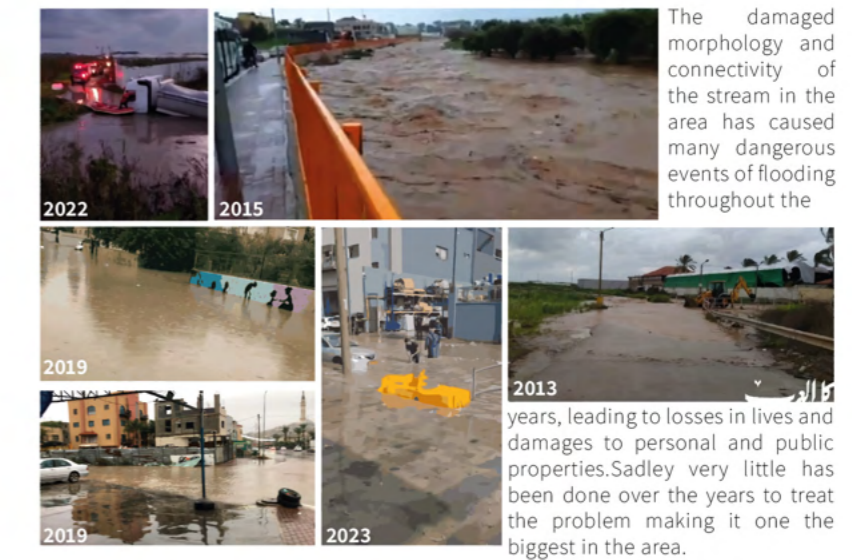 The damaged
morphology and
connectivity of
the stream in the
area has caused
many dangerous
events of flooding
throughout the
2022
2015
2019
2019
2023
2013
years, leading to losses in lives and
damages to personal and public
properties.Sadley very little has
been done over the years to treat
the problem making it one the
biggest in the area.